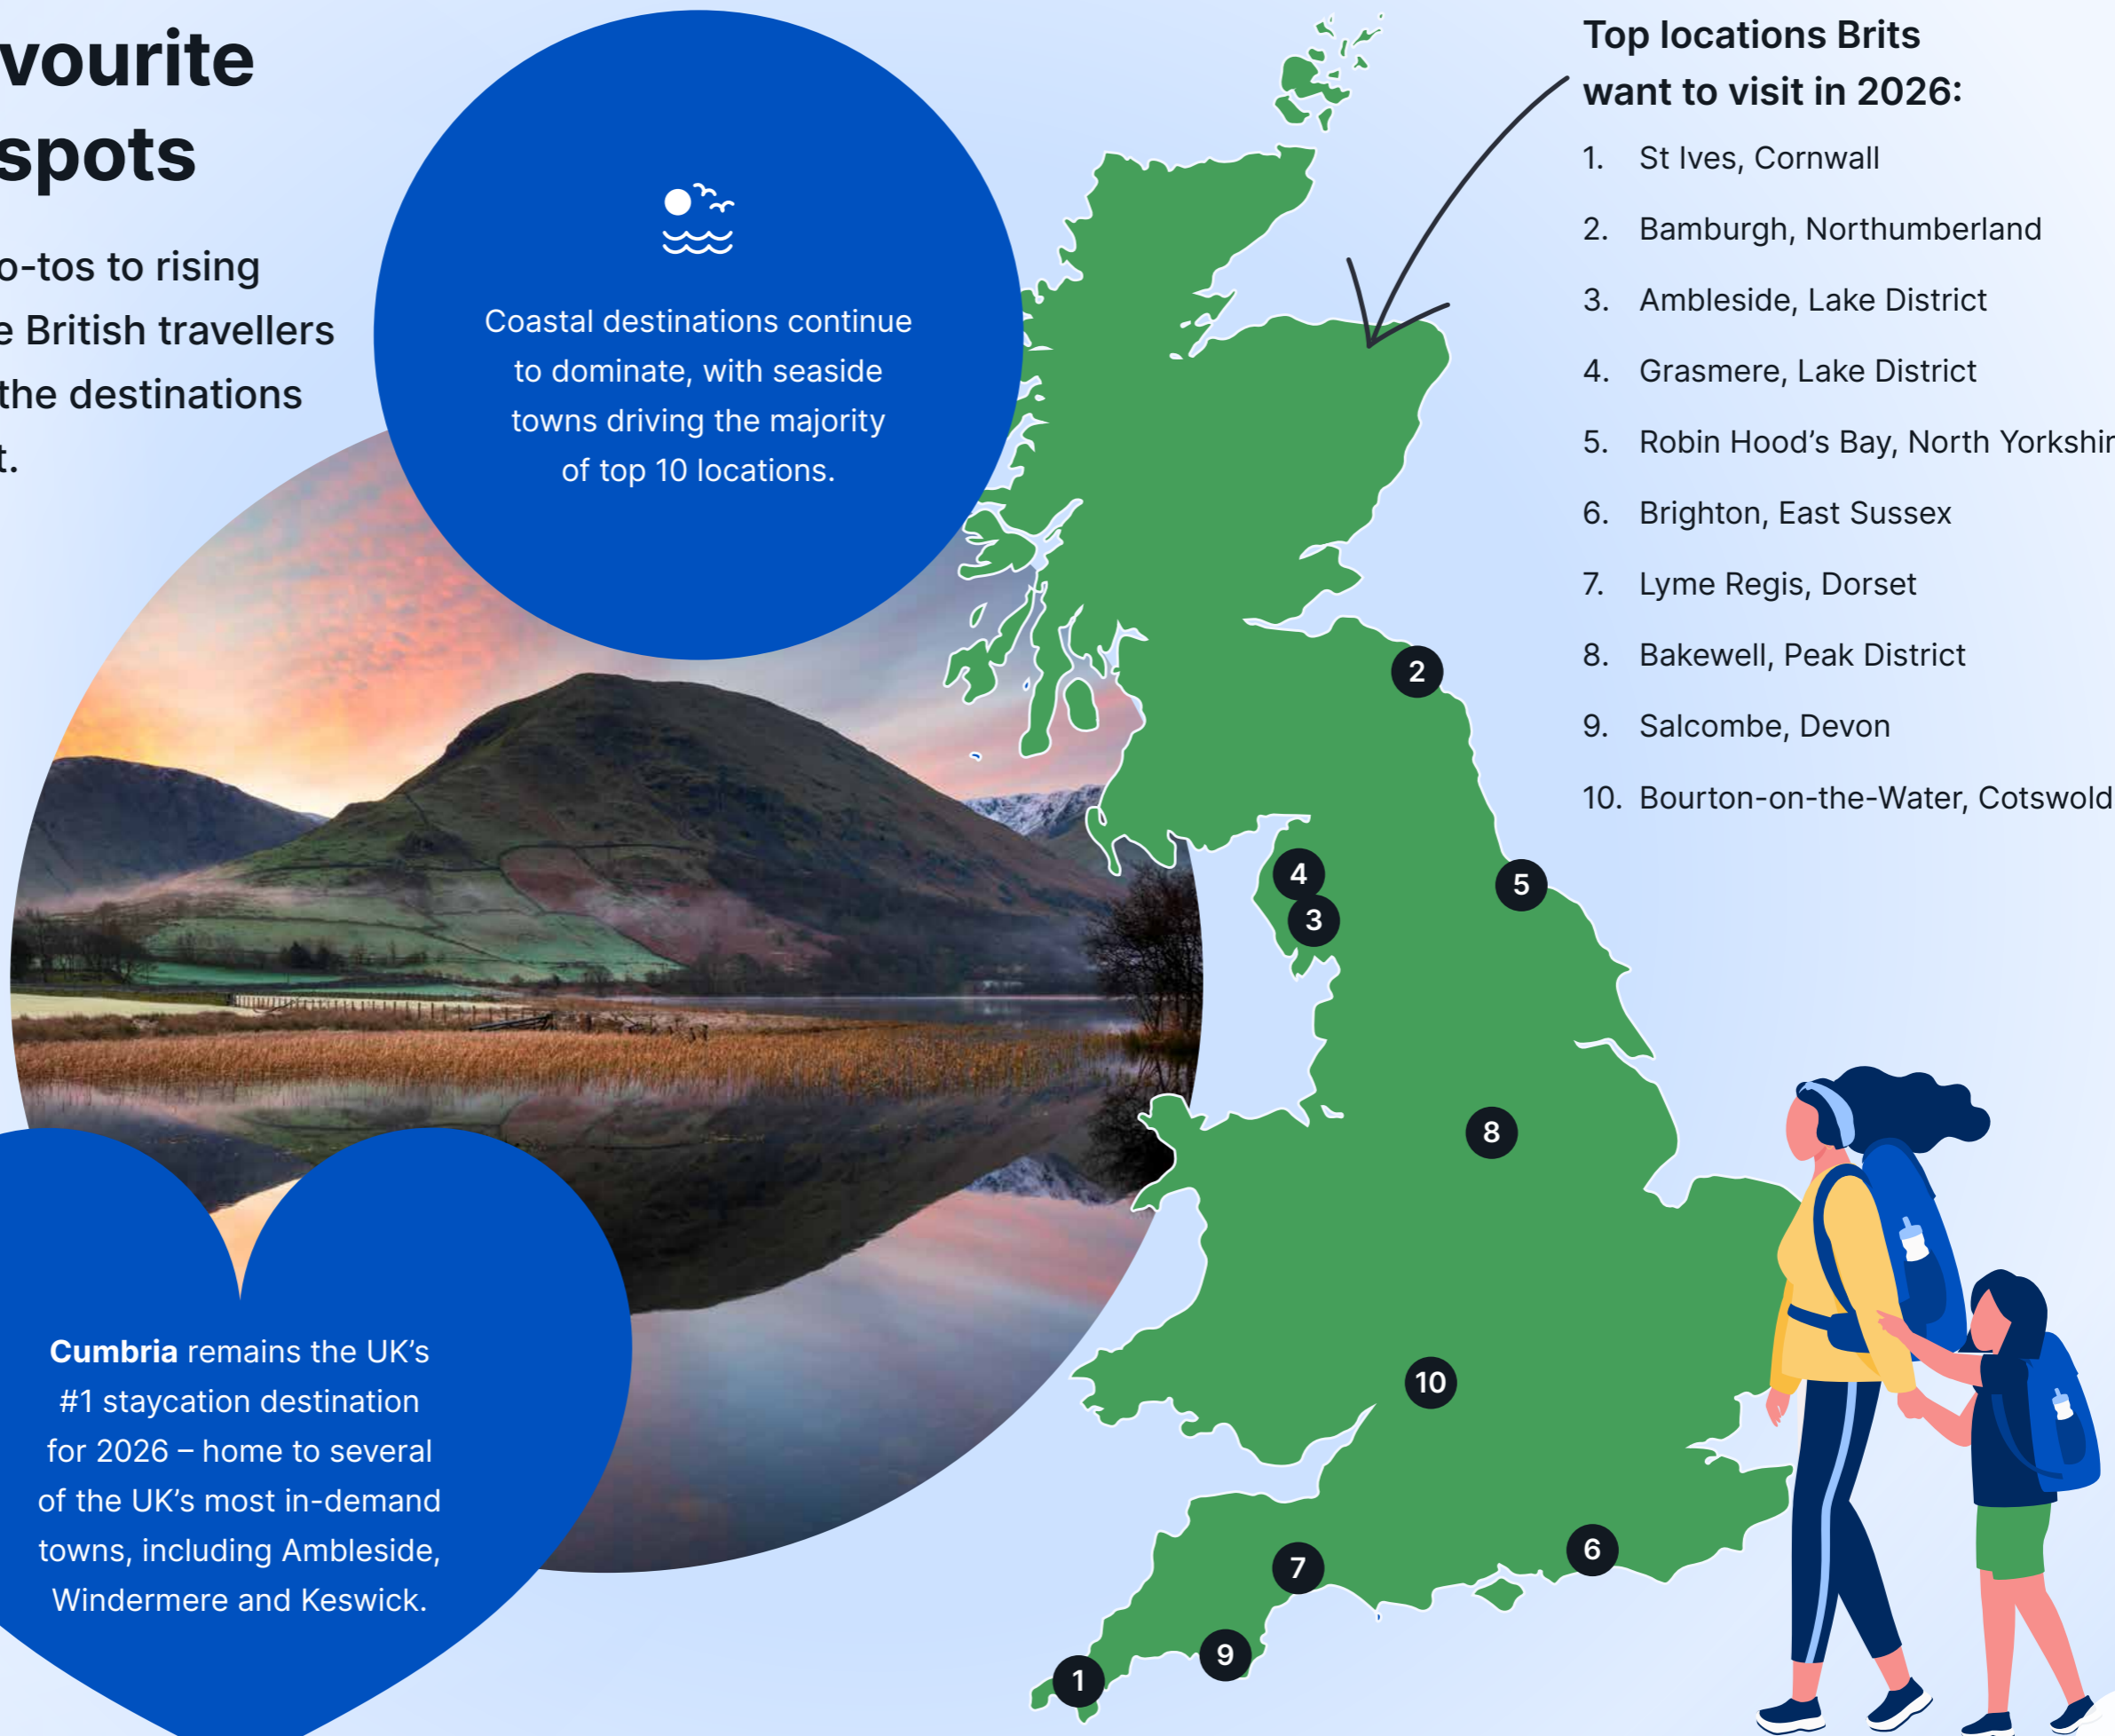 vourite
spots
o-tos to rising
e British travellers
the destinations
t.
Coastal destinations continue
to dominate, with seaside
towns driving the majority
of top 10 locations.
Cumbria remains the UK’s
#1 staycation destination
for 2026 – home to several
of the UK’s most in-demand
towns, including Ambleside,
Windermere and Keswick.
Top locations Brits
want to visit in 2026:
1. St Ives, Cornwall
2. Bamburgh, Northumberland
3. Ambleside, Lake District
4. Grasmere, Lake District
5. Robin Hood’s Bay, North Yorkshir
6. Brighton, East Sussex
7. Lyme Regis, Dorset
8. Bakewell, Peak District
9. Salcombe, Devon
10. Bourton-on-the-Water, Cotswold
2
4
5
3
8
10
6
7
9
1